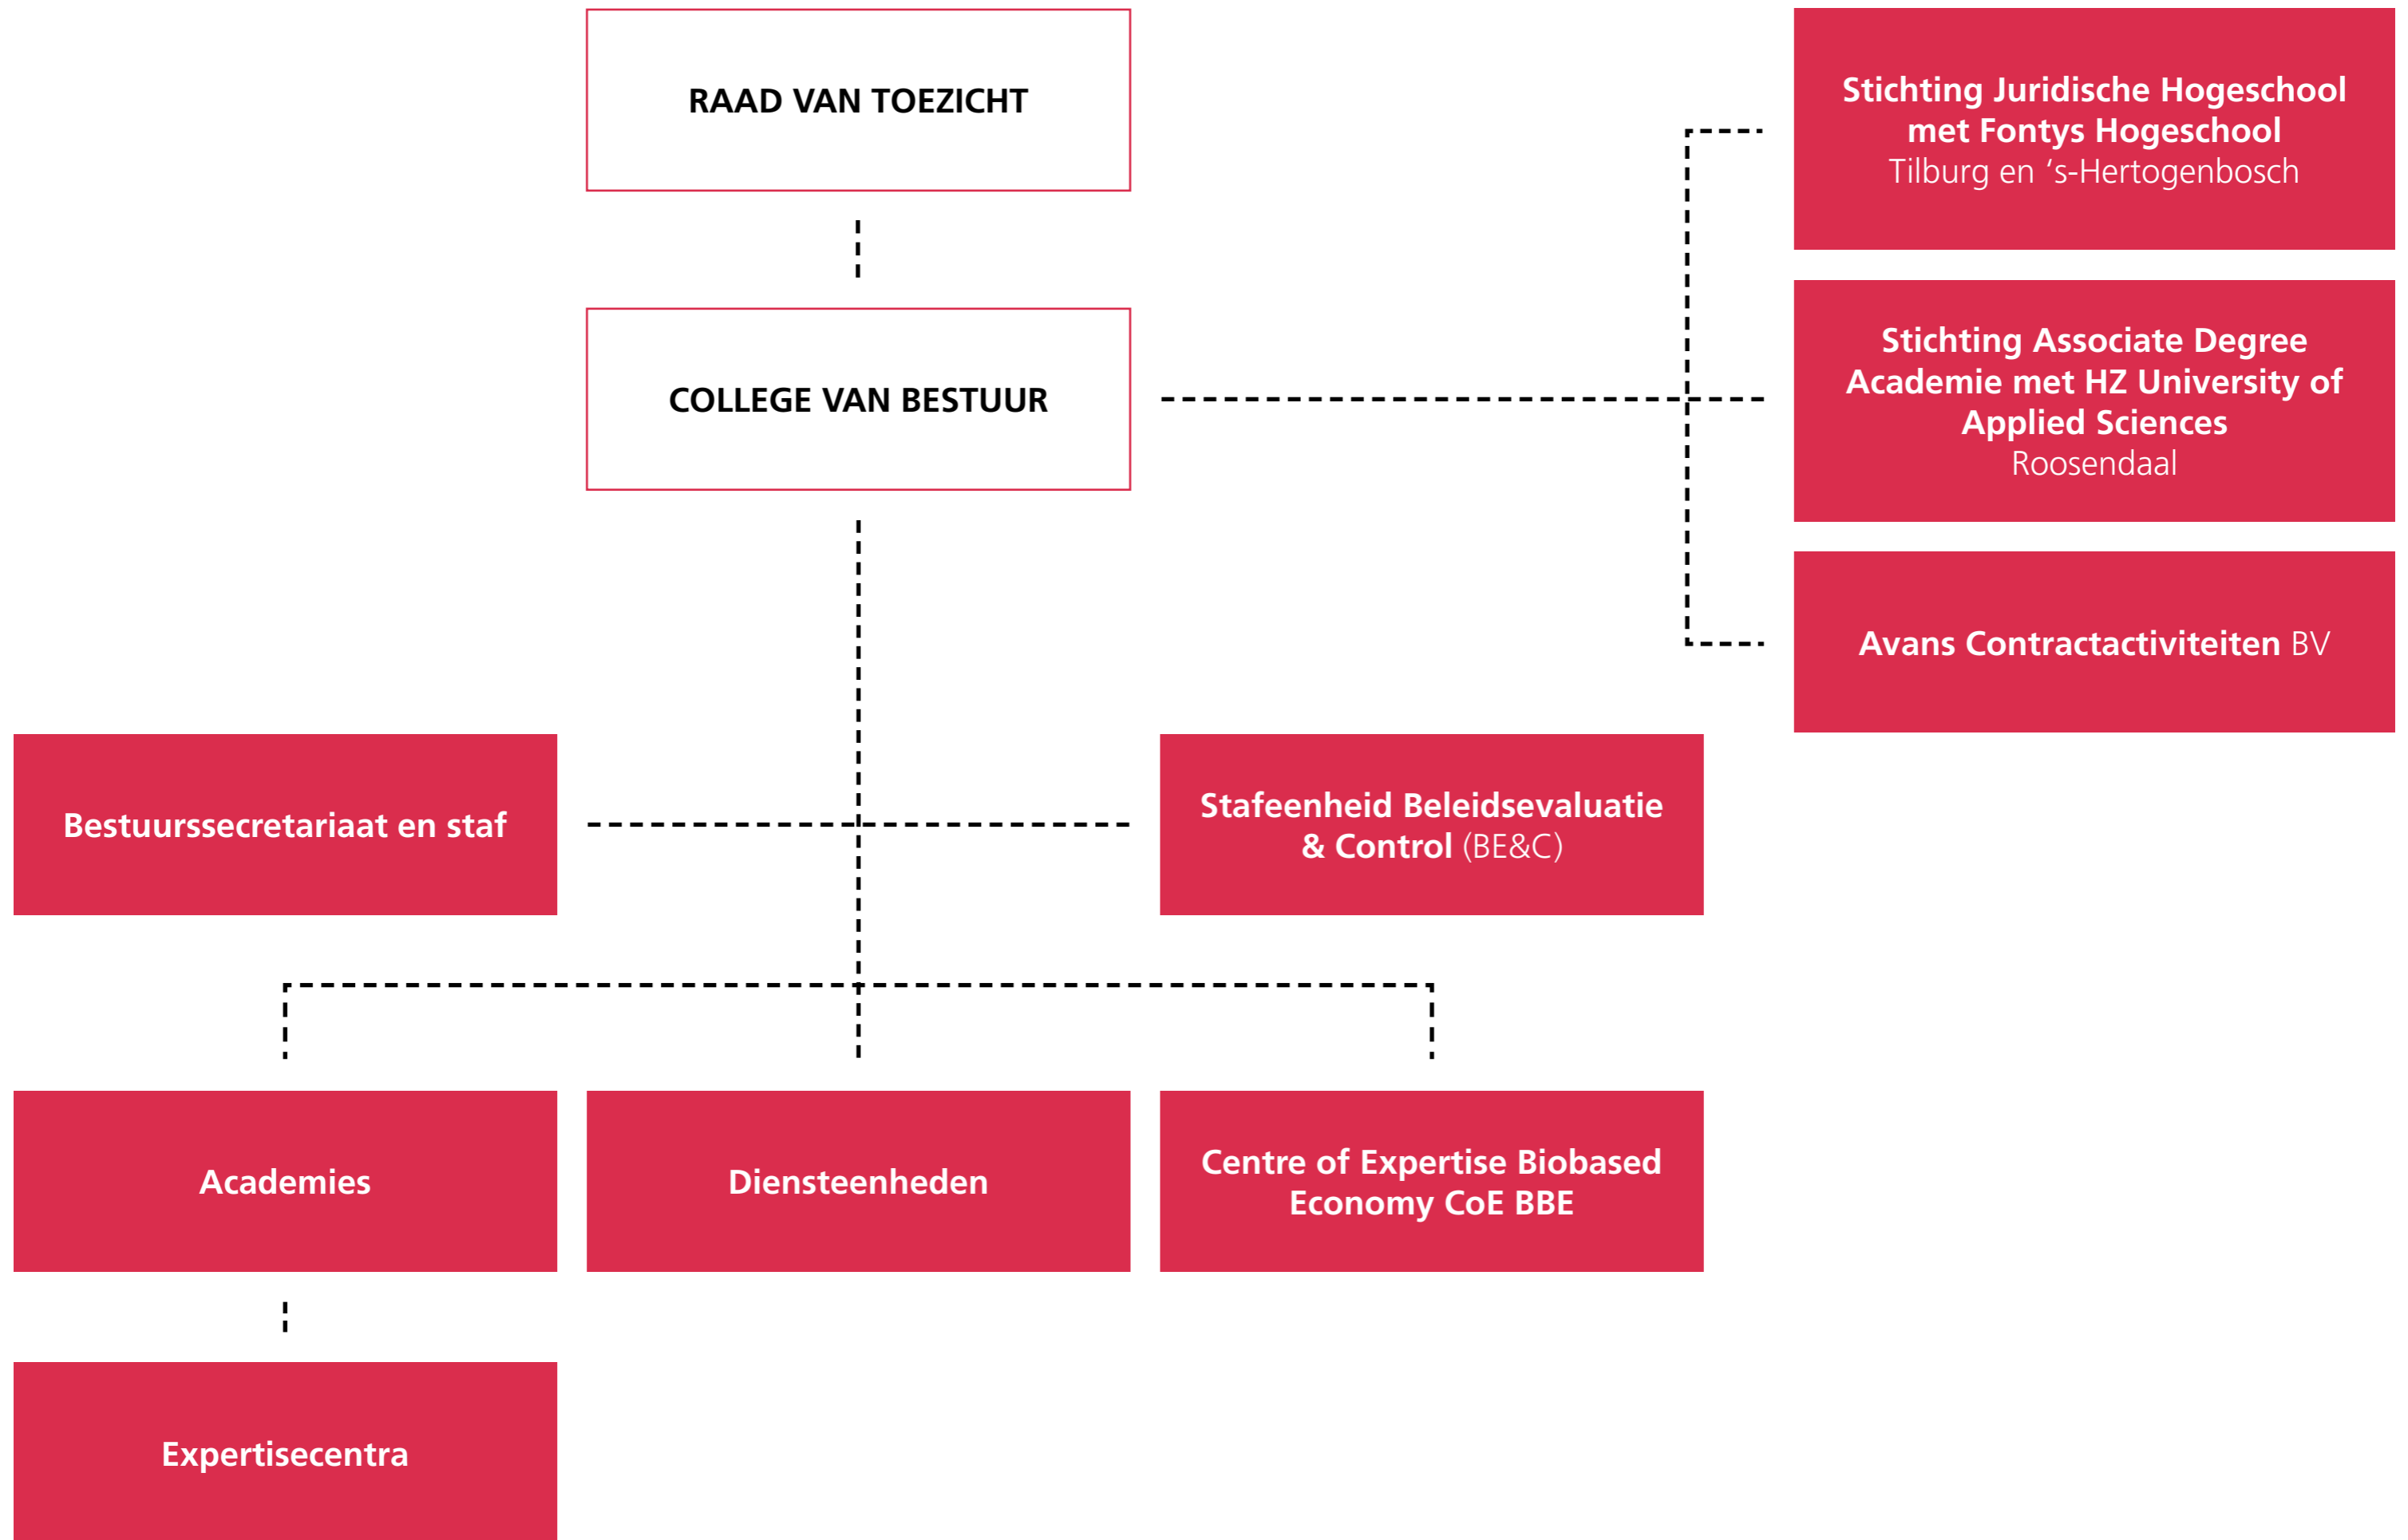 RAAD VAN TOEZICHT
COLLEGE VAN BESTUUR
Stichting Juridische Hogeschool
met Fontys Hogeschool
Tilburg en ‘s-Hertogenbosch
Stichting Associate Degree
Academie met HZ University of
Applied Sciences
Roosendaal
Avans Contractactiviteiten BV
Bestuurssecretariaat en staf
Stafeenheid Beleidsevaluatie
& Control (BE&C)
Academies
Diensteenheden
Centre of Expertise Biobased
Economy CoE BBE
Expertisecentra